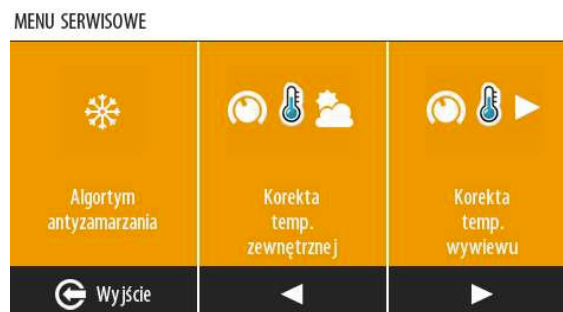 MENU SERWISOWE
Algortym
antyzamarzania
Korekta
temp.
zewnętrznej
Korekta
temp.
wywiewu
Wyjście